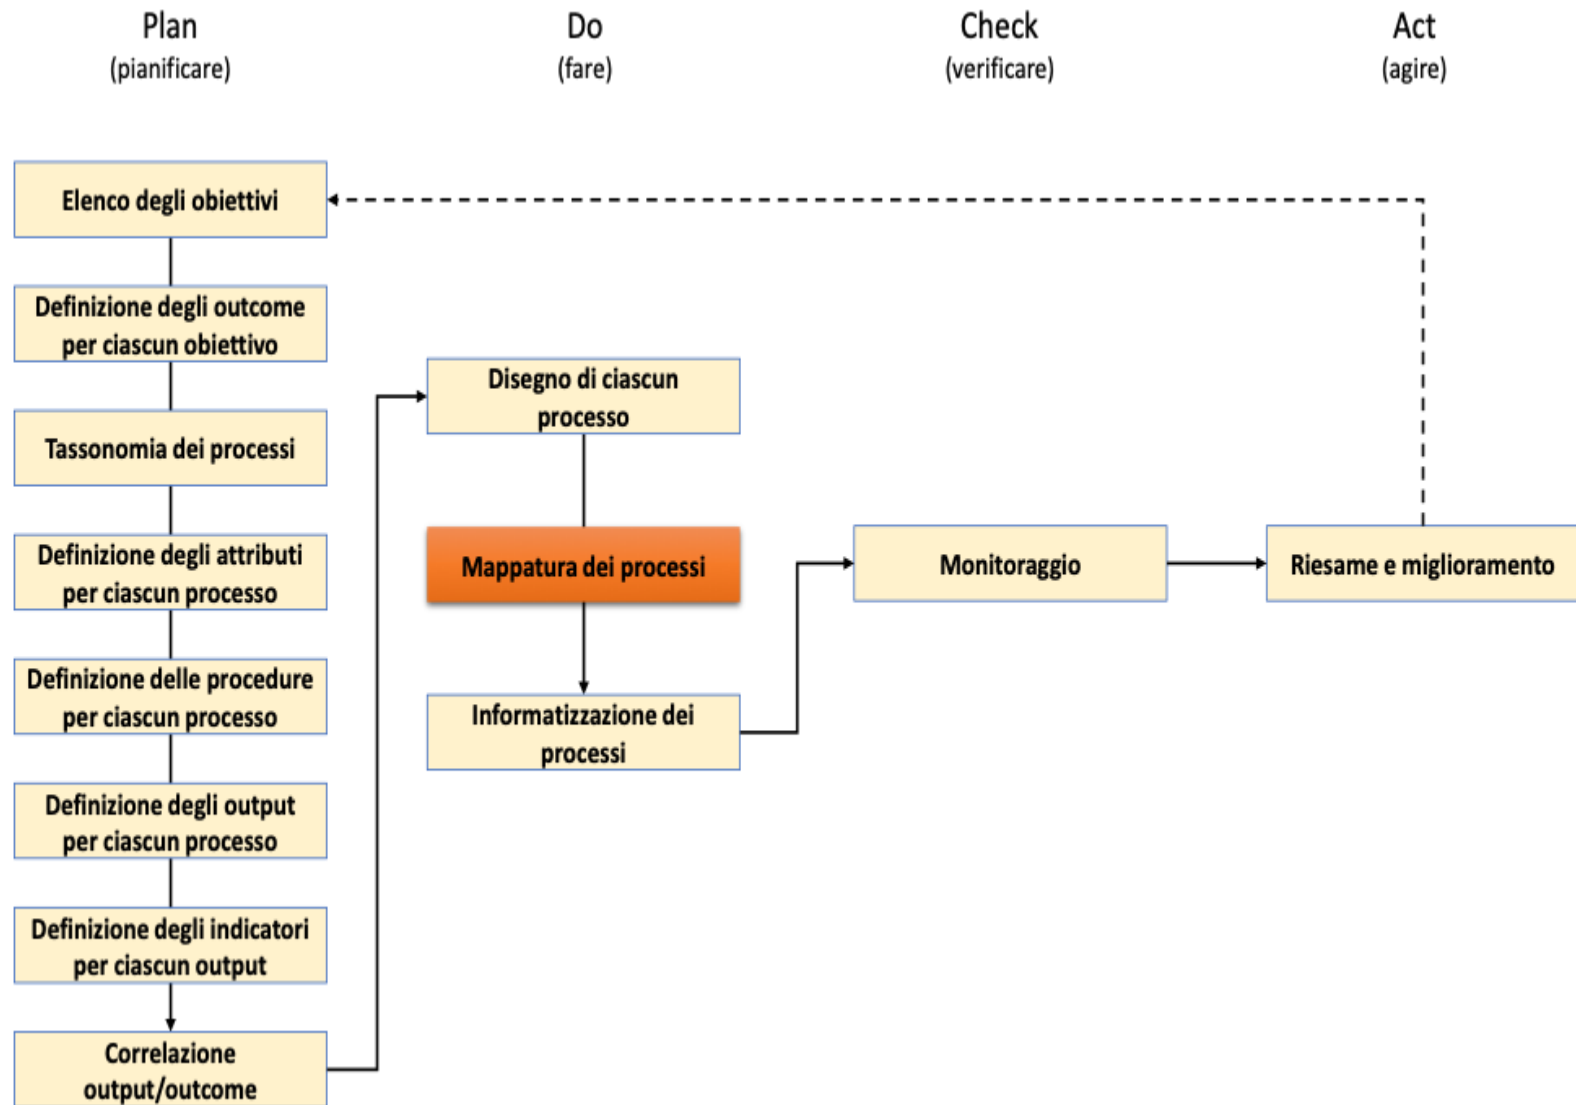 Plan
(pianificare)
Do
(fare)
Check
(verificare)
Act
(agire)
Elenco degli obiettivi
Definizione degli outcome
per ciascun obiettivo
Tassonomia dei processi
Definizione degli attributi
per ciascun processo
Definizione delle procedure
per ciascun processo
Definizione degli output
per ciascun processo
Definizione degli indicatori
per ciascun output
Correlazione
output/outcome
Disegno di ciascun
processo
Mappatura dei processi
Informatizzazione dei
processi
Monitoraggio
Riesame e miglioramento